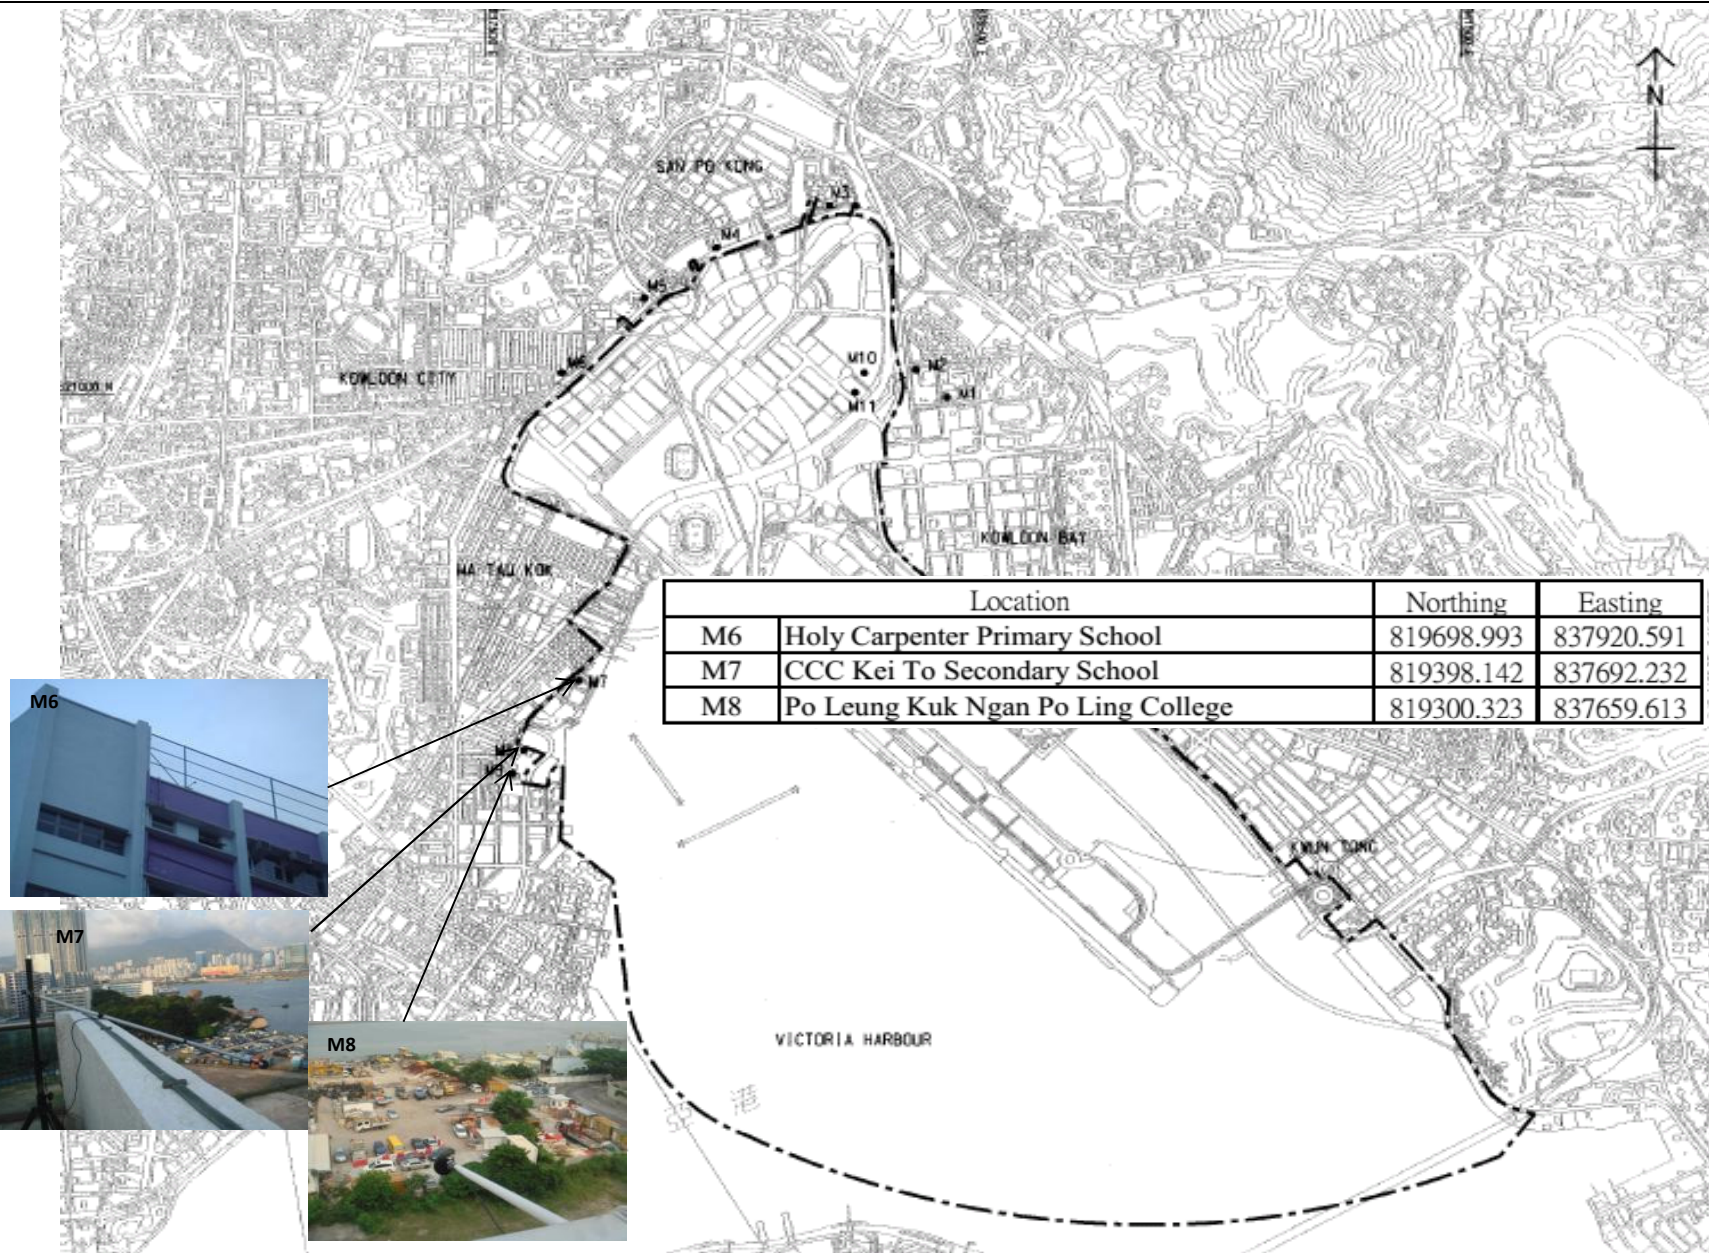 N
SAN PO KONG
M3
M4
M5
M6
KOWLOON CITY
M10
M2
M1
M11
KOWLOON BAY
MA TAU KOK
Location Northing Easting
M6 Holy Carpenter Primary School 819698.993 837920.591
M7 CCC Kei To Secondary School 819398.142 837692.232
M8 Po Leung Kuk Ngan Po Ling College 819300.323 837659.613
M7
M6
M9
KWUN TONG
M7
VICTORIA HARBOUR
M8
港